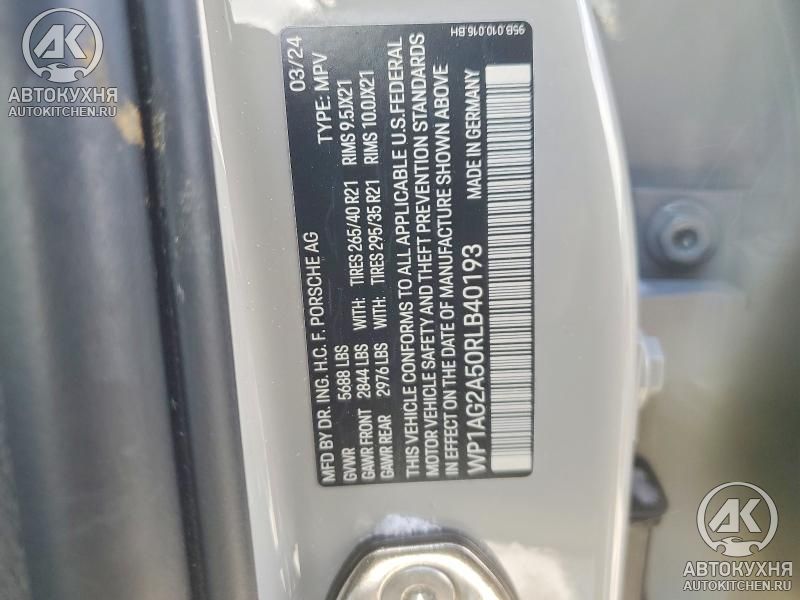 MFD BY DR. ING. H.C. F. PORSCHE AG 03/24
GVWR 5688 LBS TYPE: MPV
GAWR FRONT 2844 LBS WITH: TIRES 265/40 R21 RIMS 9.5JX21
GAWR REAR 2976 LBS WITH: TIRES 295/35 R21 RIMS 10.0JX21
THIS VEHICLE CONFORMS TO ALL APPLICABLE U.S. FEDERAL
MOTOR VEHICLE SAFETY AND THEFT PREVENTION STANDARDS
IN EFFECT ON THE DATE OF MANUFACTURE SHOWN ABOVE
WP1AG2A50RLB40193 MADE IN GERMANY
95B.010.016.BH
АК
АВТОКУХНЯ
AUTOKITCHEN.RU
АК
АВТОКУХНЯ
AUTOKITCHEN.RU